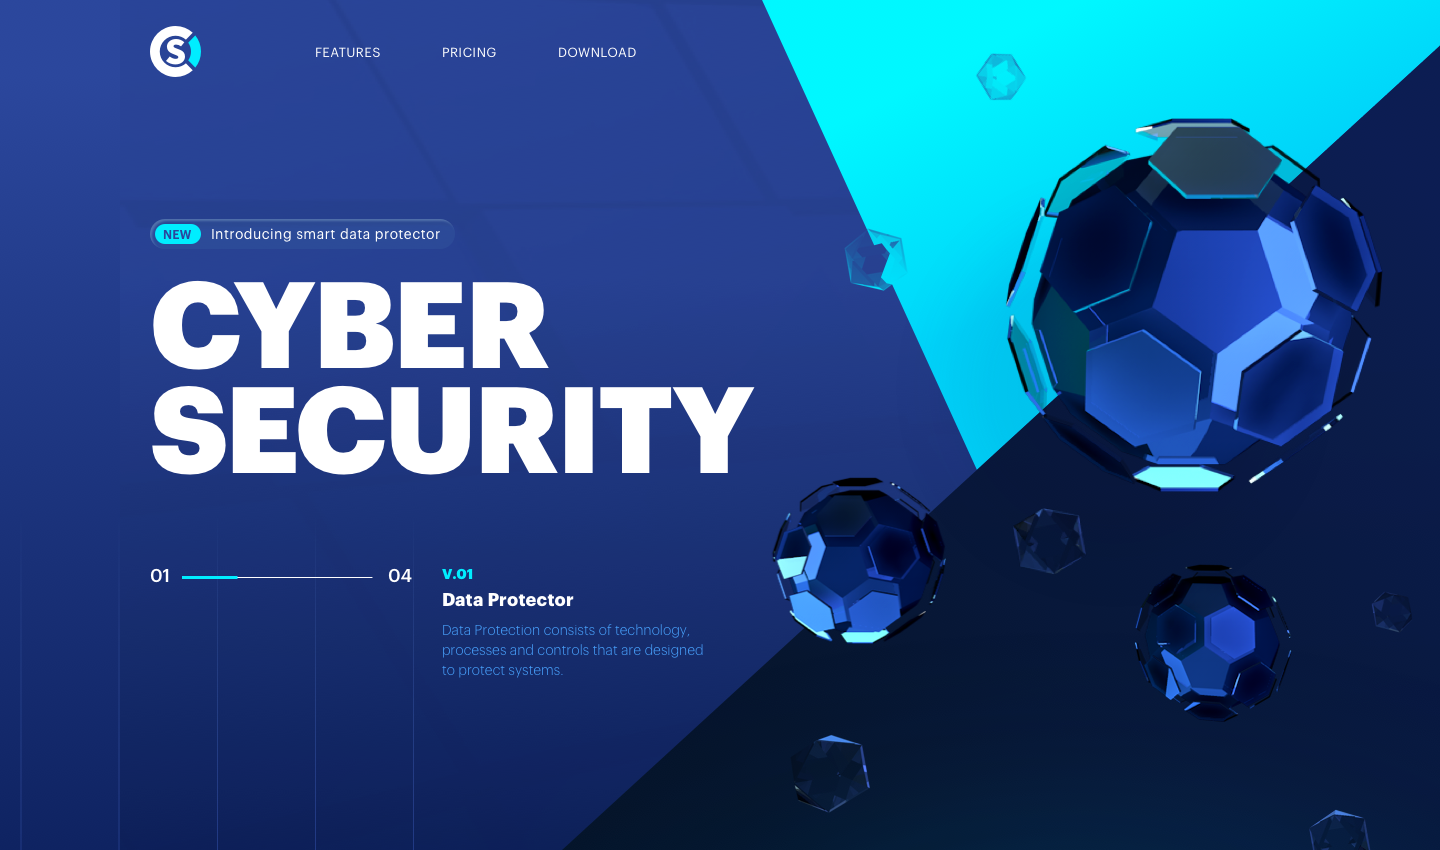 CS
FEATURES PRICING DOWNLOAD
NEW Introducing smart data protector
CYBER
SECURITY
01 04
V.01
Data Protector
Data Protection consists of technology,
processes and controls that are designed
to protect systems.